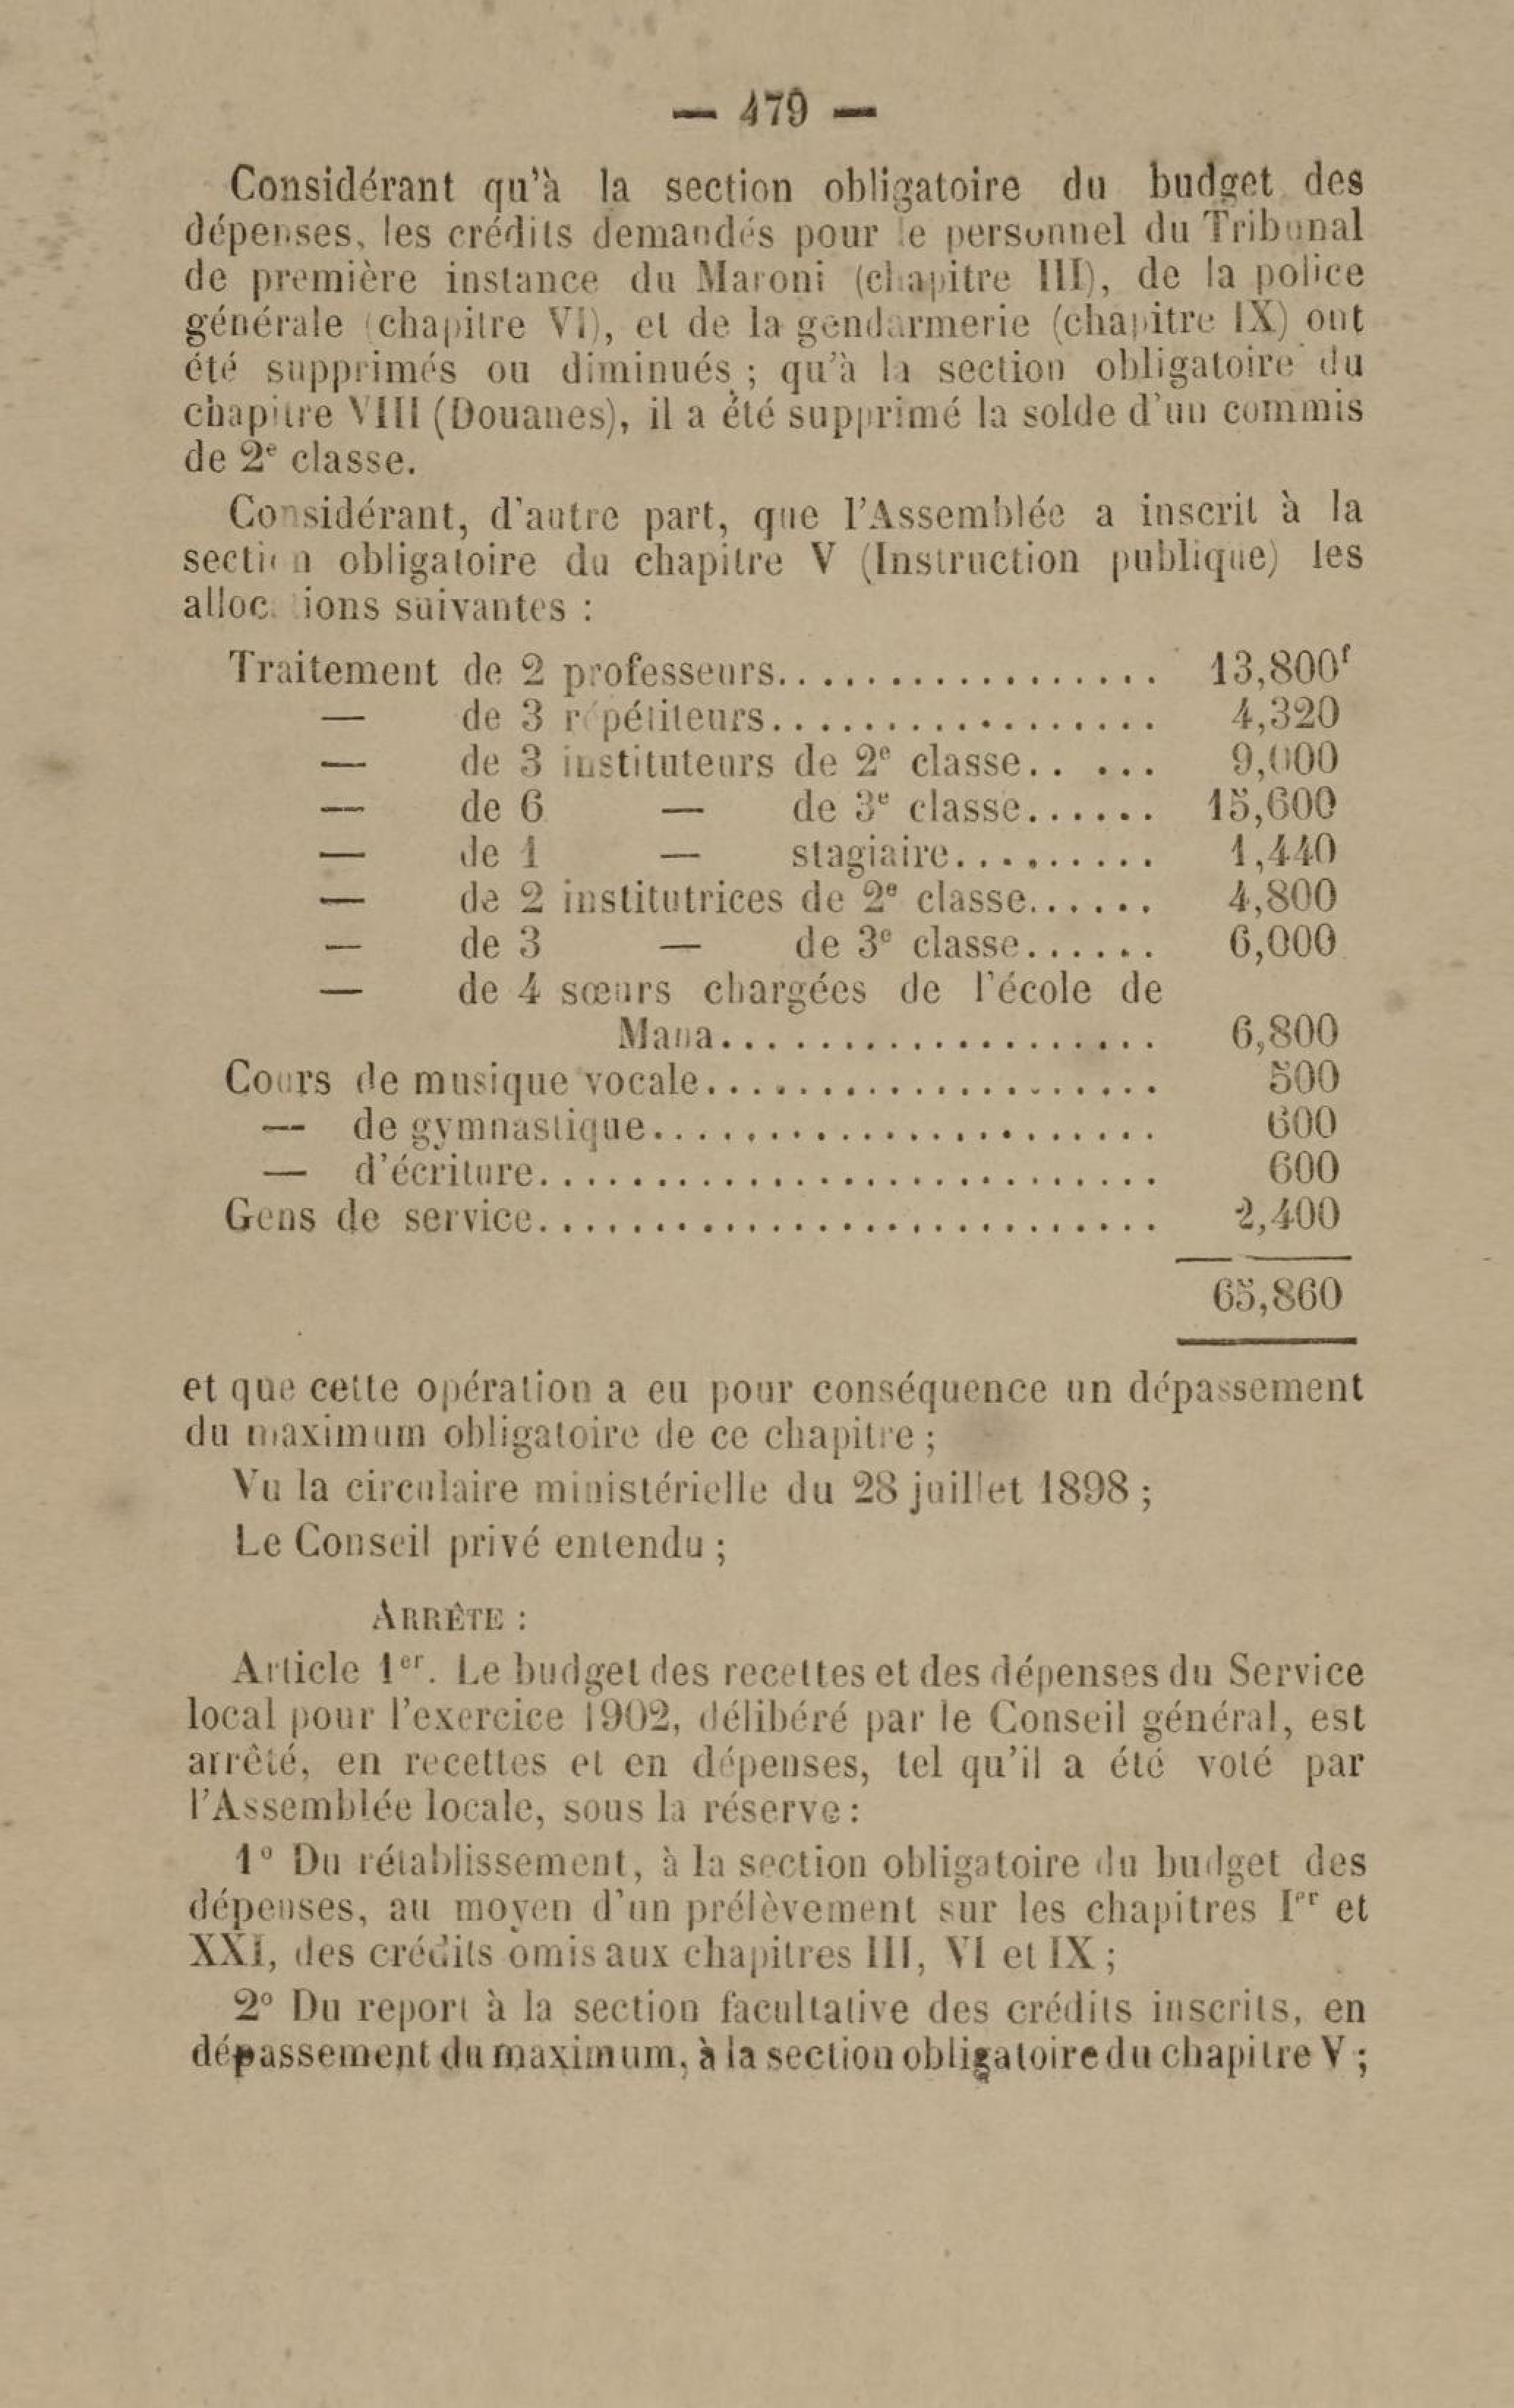 — 479 —
Considérant qu'à la section obligatoire du budget des
dépenses, les crédits demandés pour le personnel du Tribunal
de première instance du Maroni (chapitre III), de la police
générale (chapitre VI), et de la gendarmerie (chapitre IX) ont
été supprimés ou diminués ; qu'à la section obligatoire du
chapitre VIII (Douanes), il a été supprimé la solde d'un commis
de 2e classe.
Considérant, d'autre part, que l'Assemblée a inscrit à la
section obligatoire du chapitre V (Instruction publique) les
allocations suivantes :
Traitement de 2 professeurs................. 13,800f
— de 3 répétiteurs................. 4,320
— de 3 instituteurs de 2e classe.. ... 9,000
— de 6 — de 3e classe...... 15,600
— de 1 — stagiaire......... 1,440
— de 2 institutrices de 2e classe...... 4,800
— de 3 — de 3e classe...... 6,000
— de 4 sœurs chargées de l'école de
Mana................... 6,800
Cours de musique vocale.................... 500
— de gymnastique...................... 600
— d'écriture........................... 600
Gens de service........................... 2,400
65,860
et que cette opération a eu pour conséquence un dépassement
du maximum obligatoire de ce chapitre ;
Vu la circulaire ministérielle du 28 juillet 1898 ;
Le Conseil privé entendu ;
ARRÊTE :
Article 1er. Le budget des recettes et des dépenses du Service
local pour l'exercice 1902, délibéré par le Conseil général, est
arrêté, en recettes et en dépenses, tel qu'il a été voté par
l'Assemblée locale, sous la réserve :
1° Du rétablissement, à la section obligatoire du budget des
dépenses, au moyen d'un prélèvement sur les chapitres Ier et
XXI, des crédits omis aux chapitres III, VI et IX ;
2° Du report à la section facultative des crédits inscrits, en
dépassement du maximum, à la section obligatoire du chapitre V ;